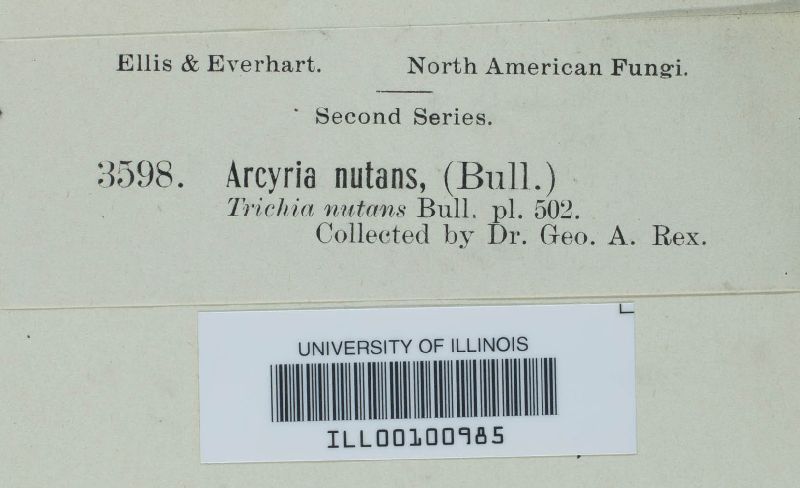 Ellis & Everhart. North American Fungi.
Second Series.
3598. Arcyria nutans, (Bull.)
Trichia nutans Bull. pl. 502.
Collected by Dr. Geo. A. Rex.
UNIVERSITY OF ILLINOIS
ILL00100985